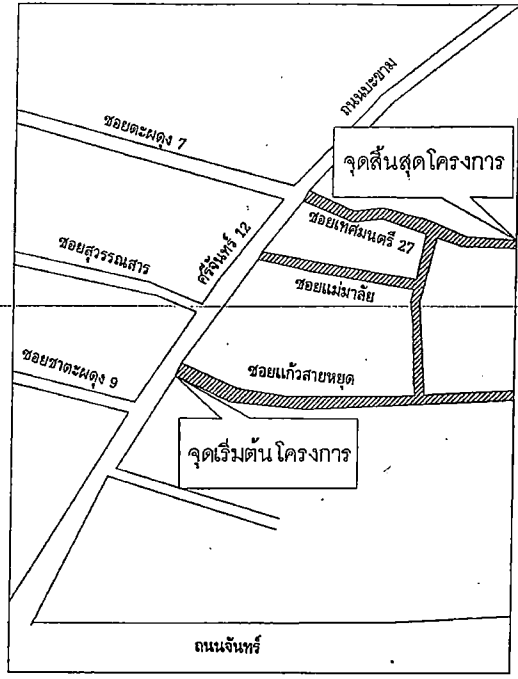 ถนนมะขาม
ซอยตะผดุง 7
จุดสิ้นสุดโครงการ
ซอยเทศมนตรี 27
ศรีจันทร์ 12
ซอยสุวรรณสาร
ซอยแม่มาลัย
ซอยชาตะผดุง 9
ซอยแก้วสายหยุด
จุดเริ่มต้นโครงการ
ถนนจันทร์